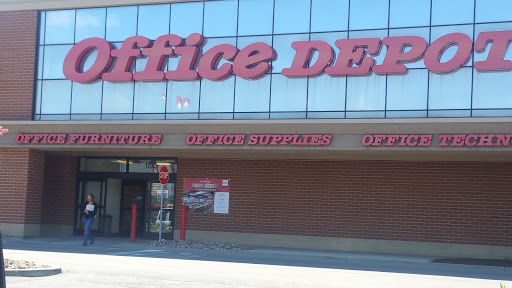 Office DEPOT
OFFICE FURNITURE OFFICE SUPPLIES OFFICE TECHN
STOP